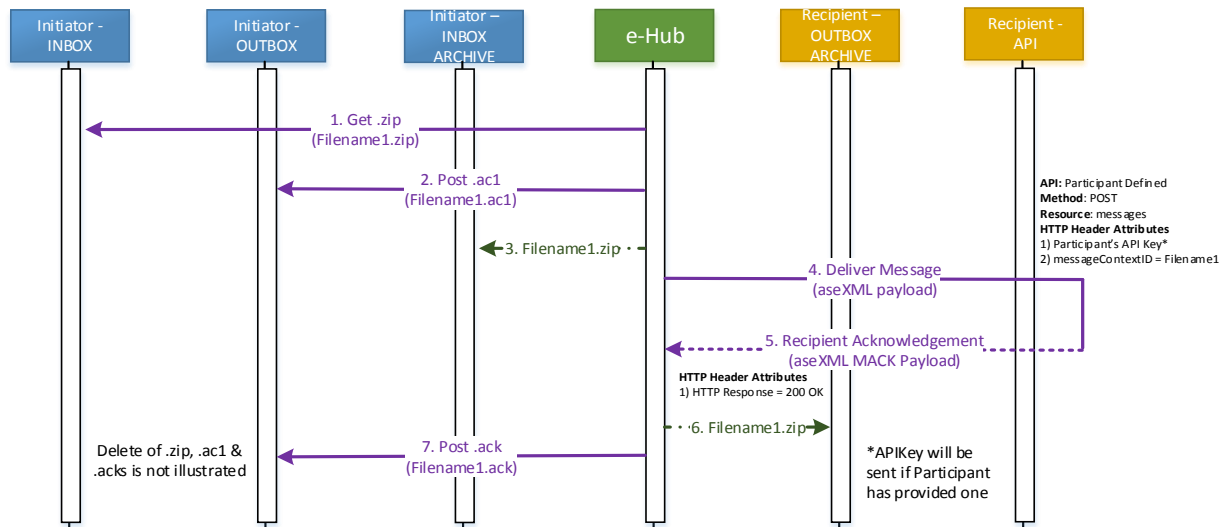 Initiator -
INBOX
Initiator -
OUTBOX
Initiator –
INBOX
ARCHIVE
e-Hub
Recipient –
OUTBOX
ARCHIVE
Recipient -
API
1. Get .zip
(Filename1.zip)
2. Post .ac1
(Filename1.ac1)
3. Filename1.zip
API: Participant Defined
Method: POST
Resource: messages
HTTP Header Attributes
1) Participant's API Key*
2) messageContextID = Filename1
4. Deliver Message
(aseXML payload)
5. Recipient Acknowledgement
(aseXML MACK Payload)
HTTP Header Attributes
1) HTTP Response = 200 OK
6. Filename1.zip
7. Post .ack
(Filename1.ack)
Delete of .zip, .ac1 &
.acks is not illustrated
*APIKey will be
sent if Participant
has provided one